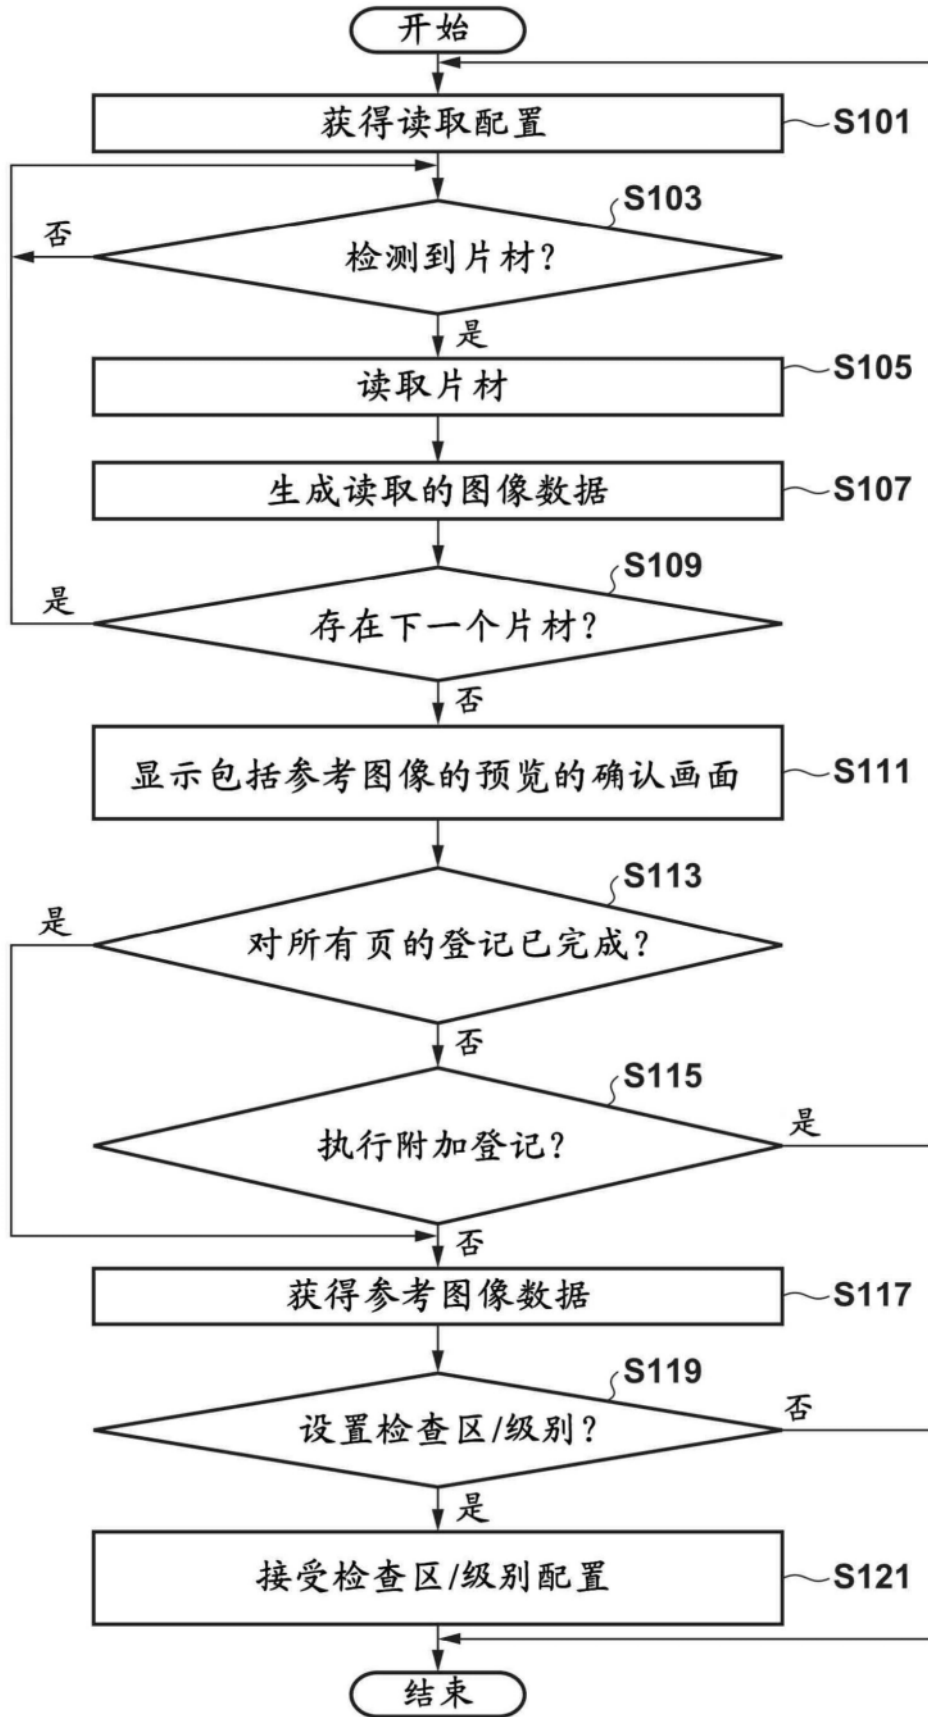 开始
获得读取配置
S101
S103
检测到片材?
否
是
读取片材
S105
生成读取的图像数据
S107
S109
存在下一个片材?
是
否
显示包括参考图像的预览的确认画面
S111
S113
对所有页的登记已完成?
是
否
S115
执行附加登记?
是
否
获得参考图像数据
S117
S119
设置检查区/级别?
否
是
接受检查区/级别配置
S121
结束